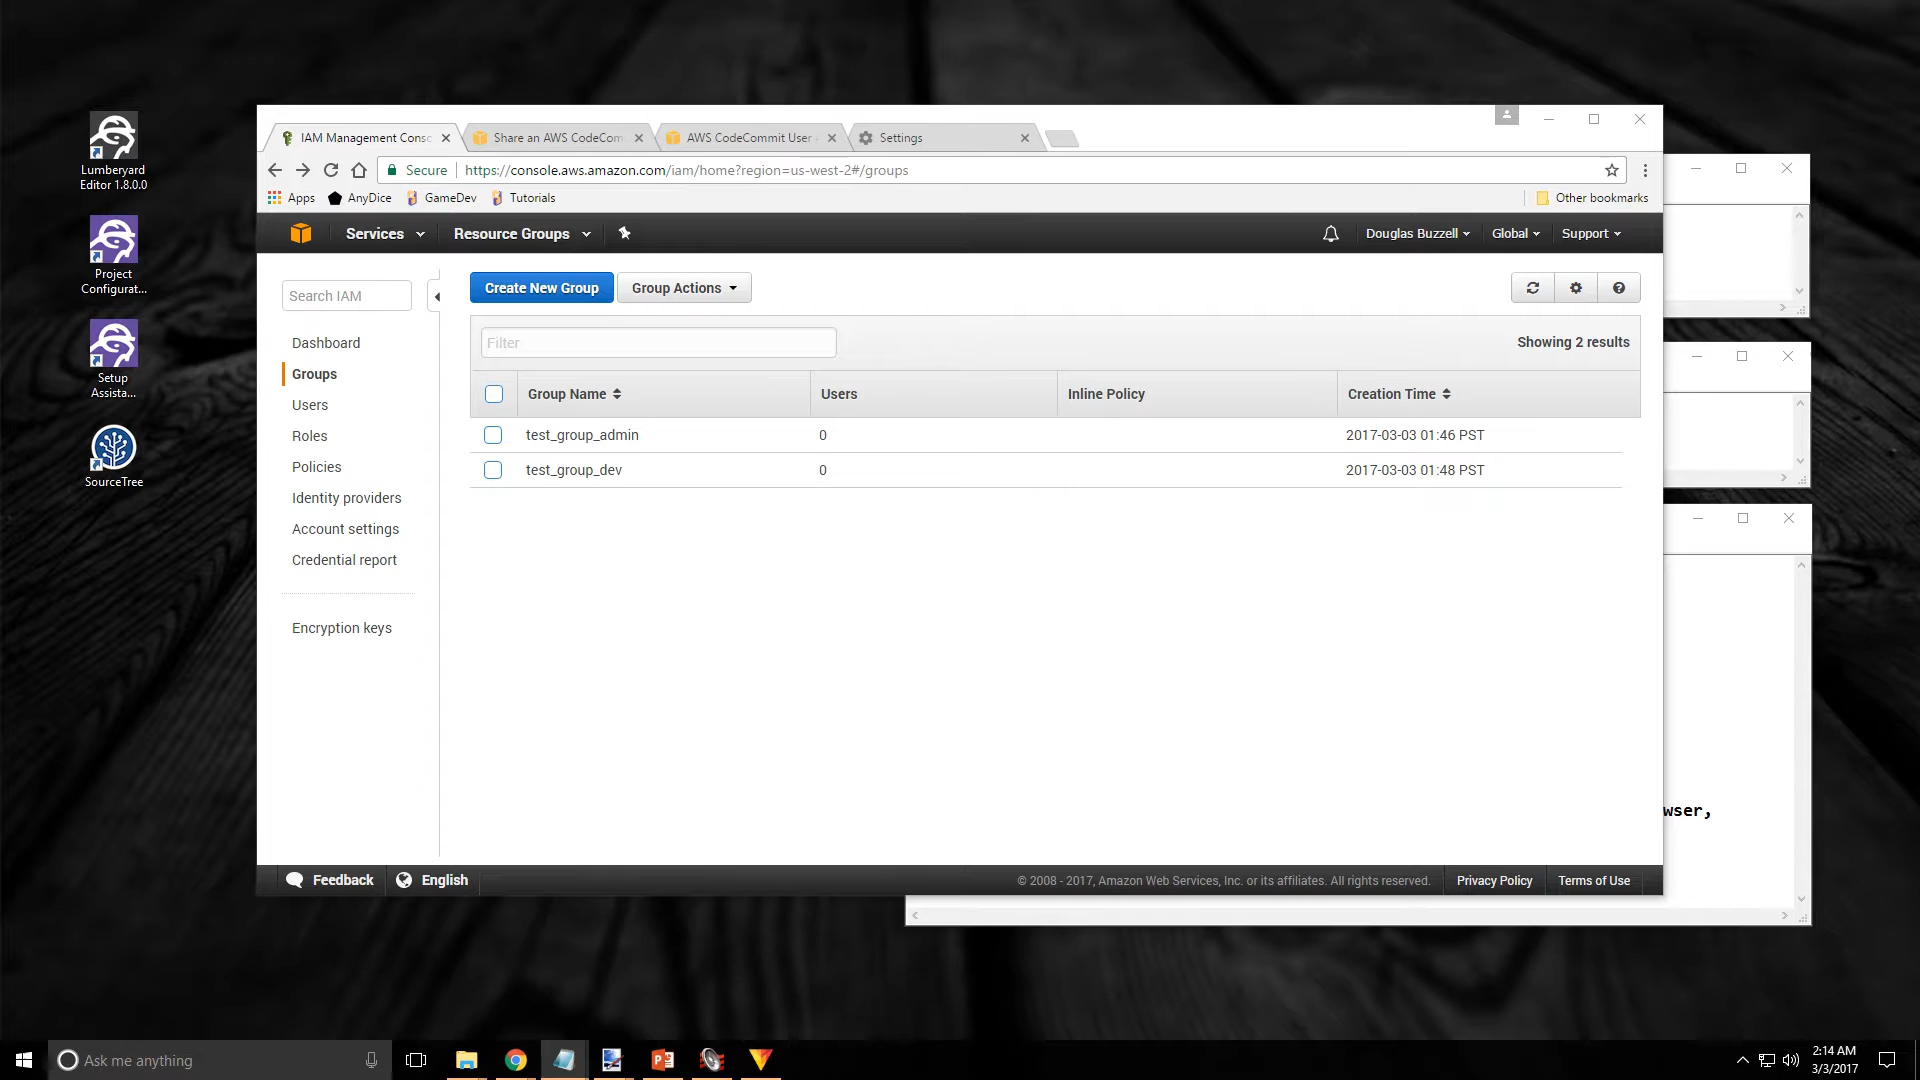 Lumberyard
Editor 1.8.0.0
Project
Configurat...
Setup
Assista...
SourceTree
IAM Management Consc
Share an AWS CodeCom
AWS CodeCommit User
Settings
Secure
https://console.aws.amazon.com/iam/home?region=us-west-2#/groups
Apps
AnyDice
GameDev
Tutorials
Other bookmarks
Services
Resource Groups
Douglas Buzzell
Global
Support
Search IAM
Dashboard
Groups
Users
Roles
Policies
Identity providers
Account settings
Credential report
Encryption keys
Create New Group
Group Actions
Filter
Showing 2 results
Group Name Users Inline Policy Creation Time
test_group_admin 0 2017-03-03 01:46 PST
test_group_dev 0 2017-03-03 01:48 PST
wser,
Feedback
English
© 2008 - 2017, Amazon Web Services, Inc. or its affiliates. All rights reserved.
Privacy Policy
Terms of Use
Ask me anything
2:14 AM
3/3/2017